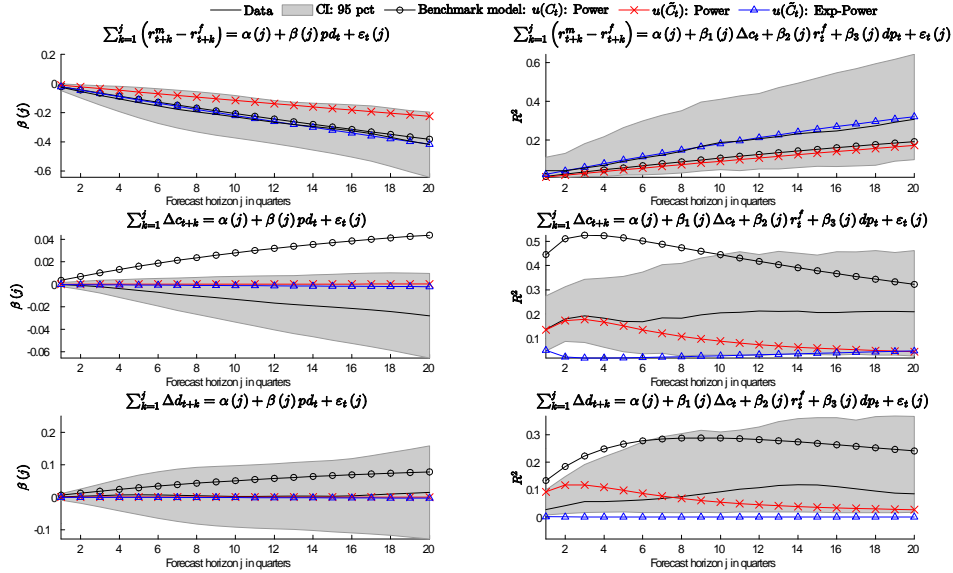 Data CI: 95 pct Benchmark model: u(C_t): Power u(C̃_t): Power u(C̃_t): Exp-Power
∑_{k=1}^{j} (r^m_{t+k} − r^f_{t+k}) = α(j) + β(j) pd_t + ε_t(j)
0.2
0
-0.2
-0.4
-0.6
β(j)
2 4 6 8 10 12 14 16 18 20
Forecast horizon j in quarters
∑_{k=1}^{j} (r^m_{t+k} − r^f_{t+k}) = α(j) + β_1(j) Δc_t + β_2(j) r^f_t + β_3(j) dp_t + ε_t(j)
0.6
0.4
0.2
R^2
2 4 6 8 10 12 14 16 18 20
Forecast horizon j in quarters
∑_{k=1}^{j} Δc_{t+k} = α(j) + β(j) pd_t + ε_t(j)
0.04
0.02
0
-0.02
-0.04
-0.06
β(j)
2 4 6 8 10 12 14 16 18 20
Forecast horizon j in quarters
∑_{k=1}^{j} Δc_{t+k} = α(j) + β_1(j) Δc_t + β_2(j) r^f_t + β_3(j) dp_t + ε_t(j)
0.5
0.4
0.3
0.2
0.1
R^2
2 4 6 8 10 12 14 16 18 20
Forecast horizon j in quarters
∑_{k=1}^{j} Δd_{t+k} = α(j) + β(j) pd_t + ε_t(j)
0.2
0.1
0
-0.1
β(j)
2 4 6 8 10 12 14 16 18 20
Forecast horizon j in quarters
∑_{k=1}^{j} Δd_{t+k} = α(j) + β_1(j) Δc_t + β_2(j) r^f_t + β_3(j) dp_t + ε_t(j)
0.3
0.2
0.1
0
R^2
2 4 6 8 10 12 14 16 18 20
Forecast horizon j in quarters